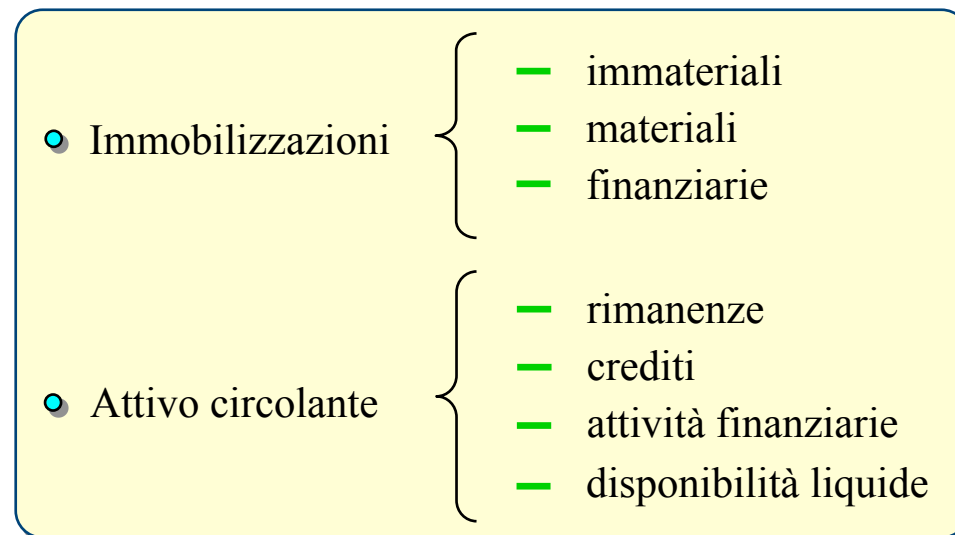 Immobilizzazioni
immateriali
materiali
finanziarie
Attivo circolante
rimanenze
crediti
attività finanziarie
disponibilità liquide